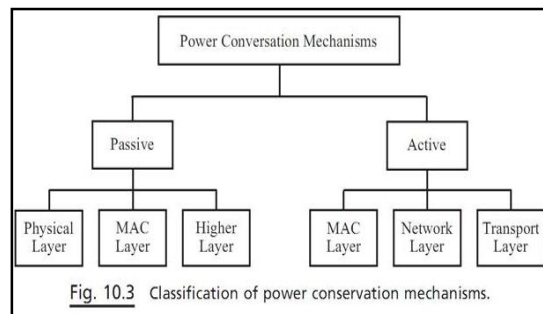 Power Conversation Mechanisms
Passive
Active
Physical
Layer
MAC
Layer
Higher
Layer
MAC
Layer
Network
Layer
Transport
Layer
Fig. 10.3 Classification of power conservation mechanisms.